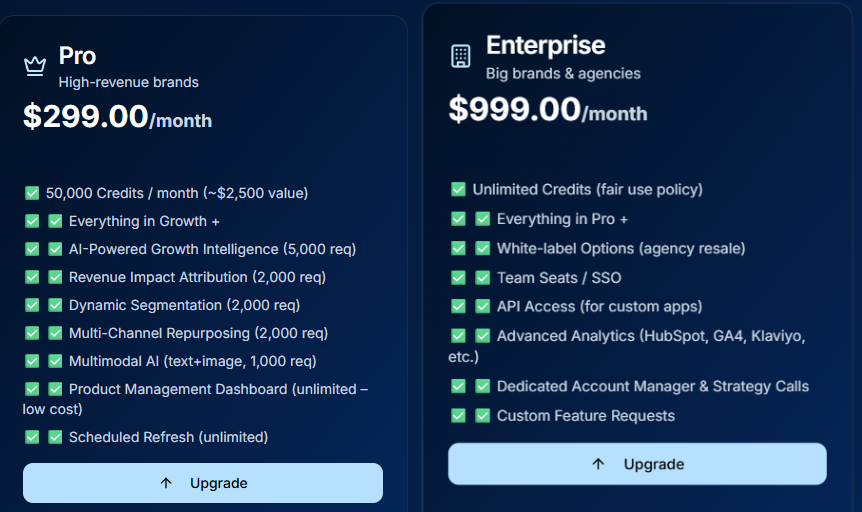 Pro
High-revenue brands
$299.00/month
✅ 50,000 Credits / month (~$2,500 value)
✅ ✅ Everything in Growth +
✅ ✅ AI-Powered Growth Intelligence (5,000 req)
✅ ✅ Revenue Impact Attribution (2,000 req)
✅ ✅ Dynamic Segmentation (2,000 req)
✅ ✅ Multi-Channel Repurposing (2,000 req)
✅ ✅ Multimodal AI (text+image, 1,000 req)
✅ ✅ Product Management Dashboard (unlimited –
low cost)
✅ ✅ Scheduled Refresh (unlimited)
↑ Upgrade
Enterprise
Big brands & agencies
$999.00/month
✅ Unlimited Credits (fair use policy)
✅ ✅ Everything in Pro +
✅ ✅ White-label Options (agency resale)
✅ ✅ Team Seats / SSO
✅ ✅ API Access (for custom apps)
✅ ✅ Advanced Analytics (HubSpot, GA4, Klaviyo,
etc.)
✅ ✅ Dedicated Account Manager & Strategy Calls
✅ ✅ Custom Feature Requests
↑ Upgrade